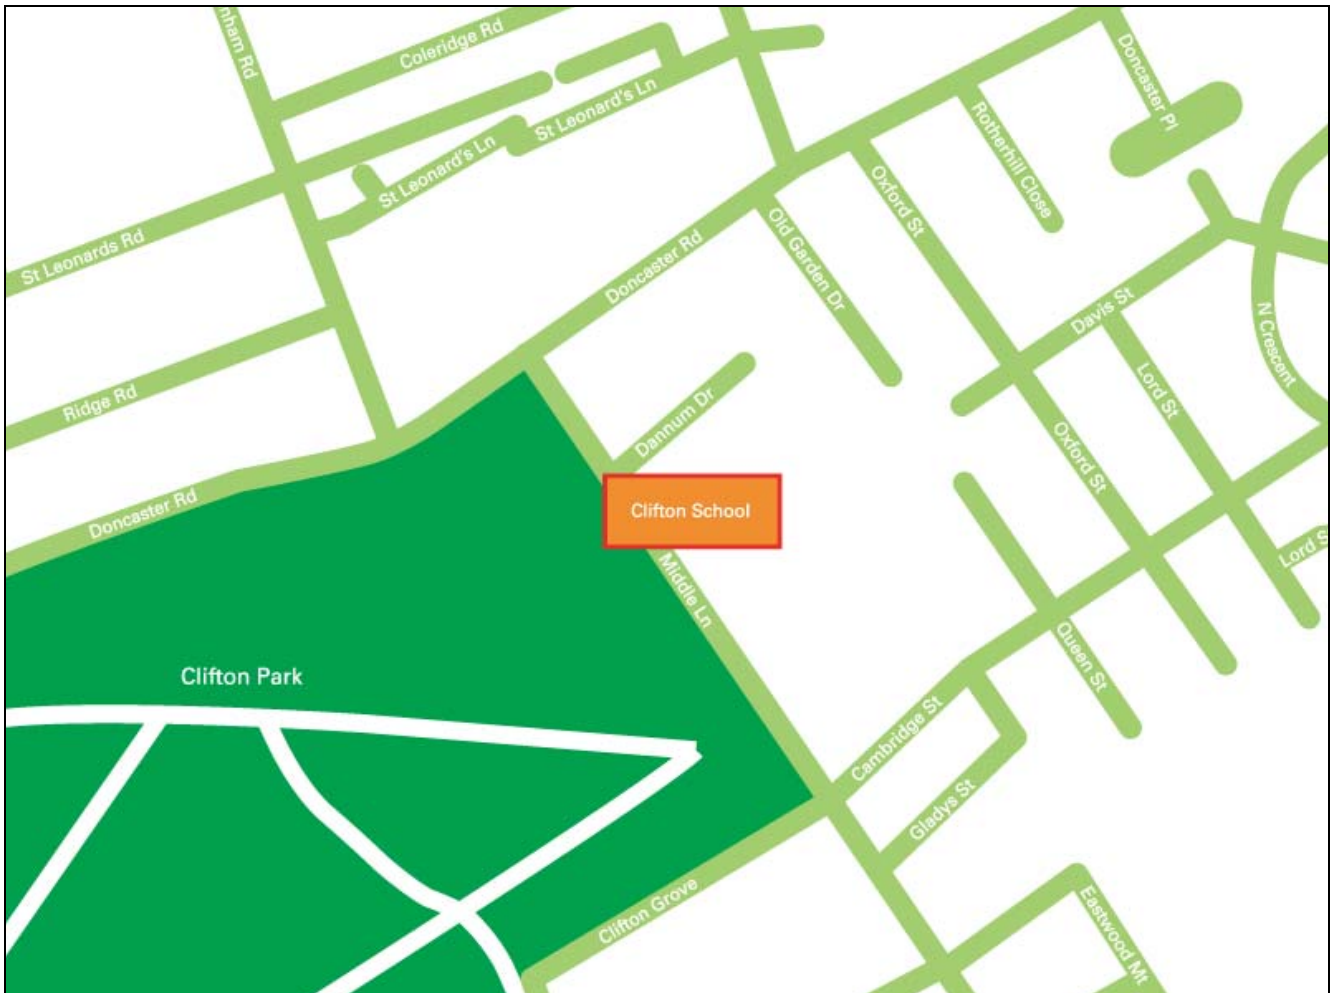 nham Rd
Coleridge Rd
Doncaster Pl
St Leonard's Ln
St Leonard's Ln
Rotherhill Close
Oxford St
St Leonards Rd
Doncaster Rd
Old Garden Dr
Davis St
N Crescent
Ridge Rd
Dannum Dr
Lord St
Oxford St
Doncaster Rd
Clifton School
Lord S
Middle Ln
Queen St
Clifton Park
Cambridge St
Gladys St
Clifton Grove
Eastwood Mt